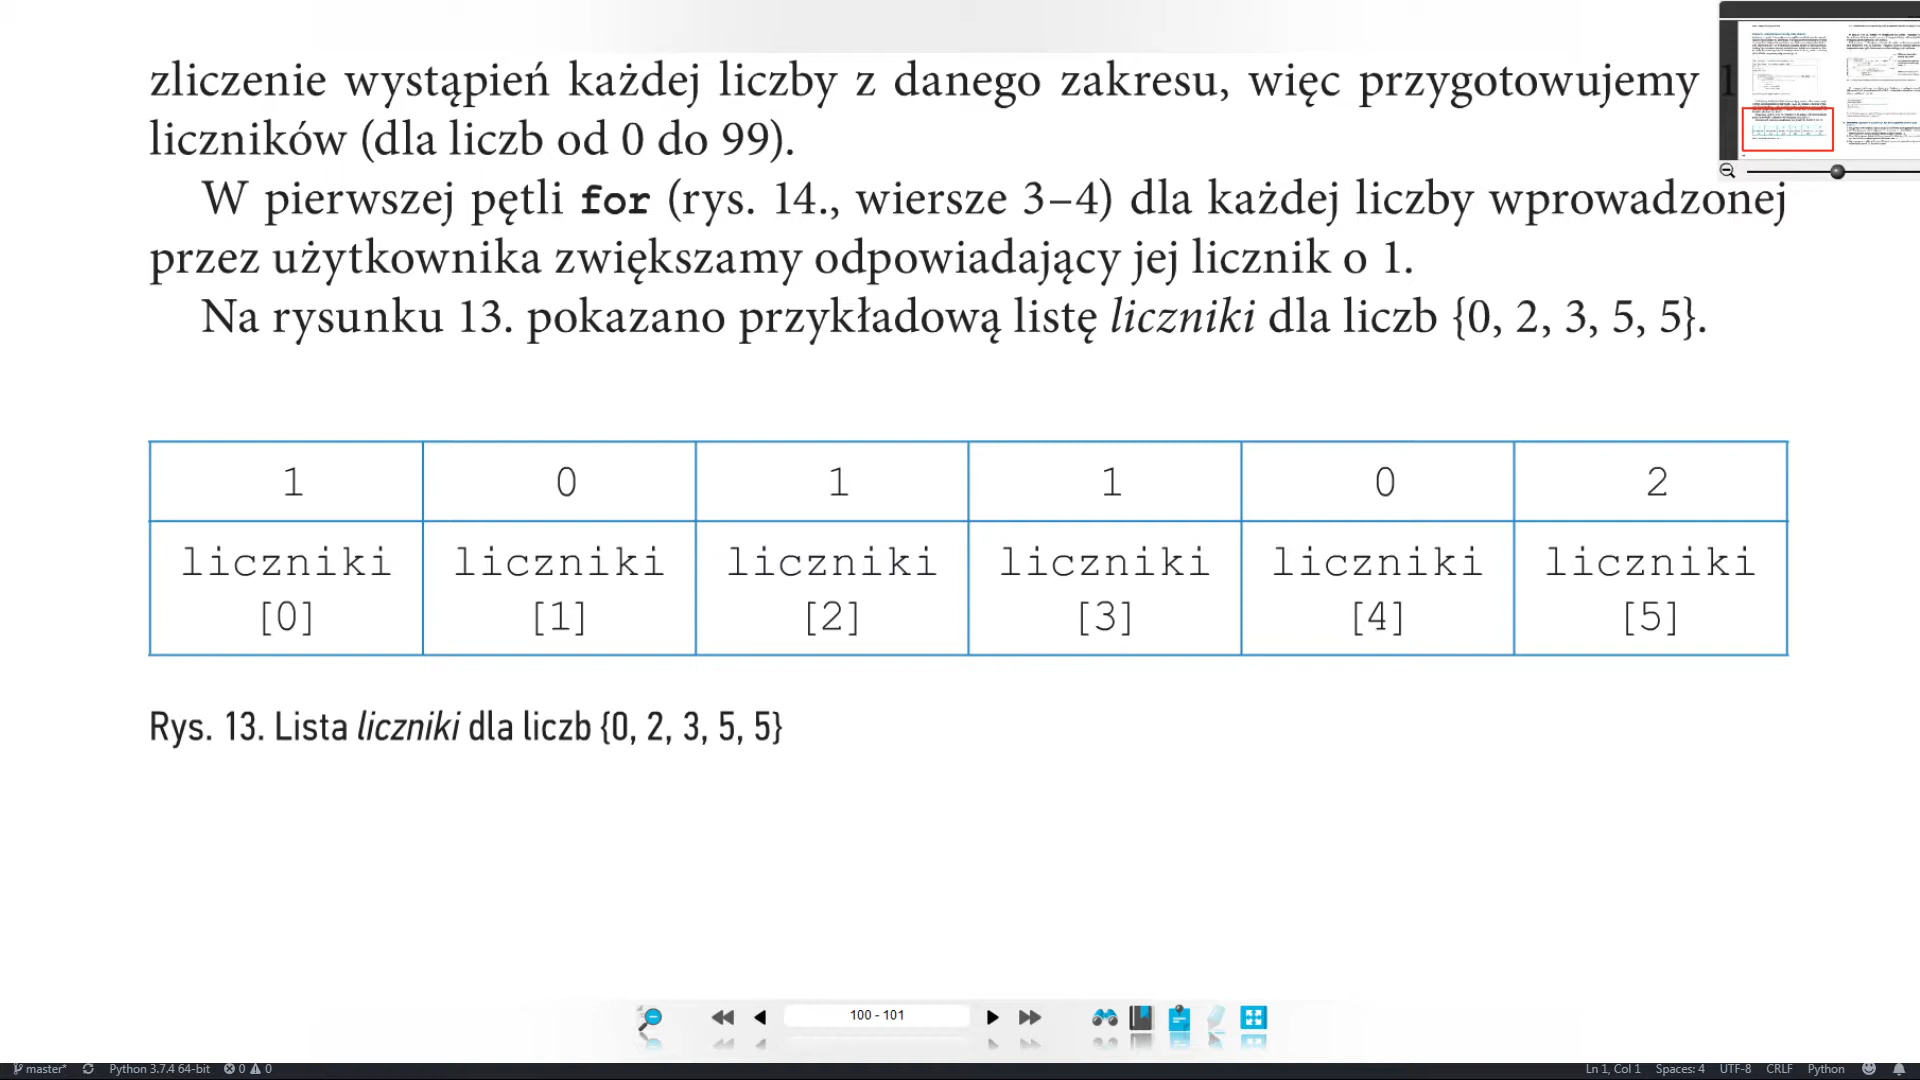 zliczenie wystąpień każdej liczby z danego zakresu, więc przygotowujemy
liczników (dla liczb od 0 do 99).
W pierwszej pętli for (rys. 14., wiersze 3–4) dla każdej liczby wprowadzonej
przez użytkownika zwiększamy odpowiadający jej licznik o 1.
Na rysunku 13. pokazano przykładową listę liczniki dla liczb {0, 2, 3, 5, 5}.
1 0 1 1 0 2
liczniki liczniki liczniki liczniki liczniki liczniki
[0] [1] [2] [3] [4] [5]
Rys. 13. Lista liczniki dla liczb {0, 2, 3, 5, 5}
100 - 101
master* Python 3.7.4 64-bit 0 0 Ln 1, Col 1 Spaces: 4 UTF-8 CRLF Python